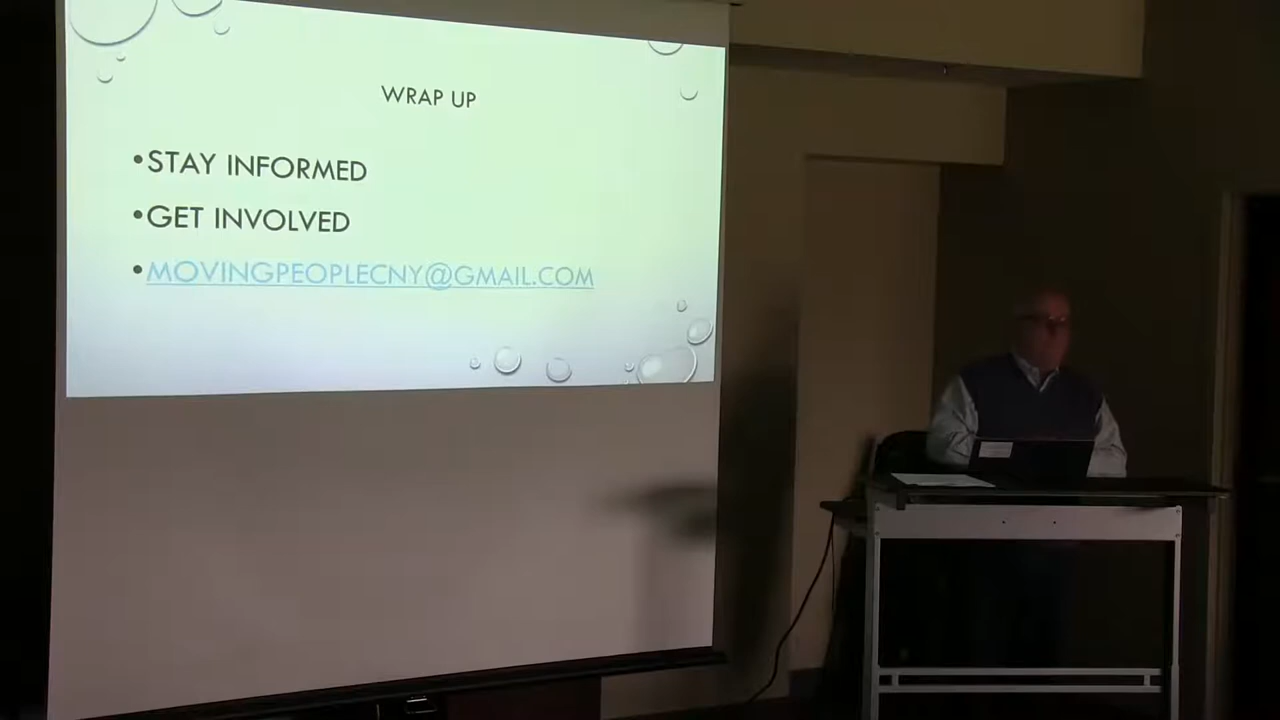 WRAP UP
•STAY INFORMED
•GET INVOLVED
•MOVINGPEOPLECNY@GMAIL.COM